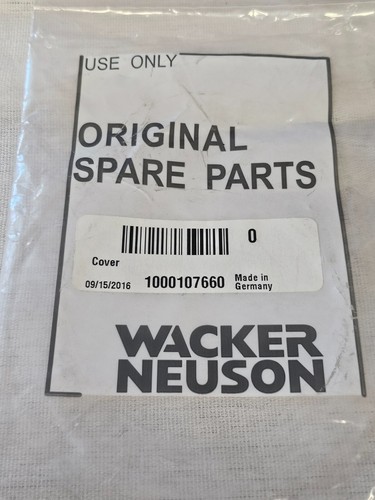 USE ONLY
ORIGINAL
SPARE PARTS
0
Cover
09/15/2016 1000107660 Made in
Germany
WACKER
NEUSON